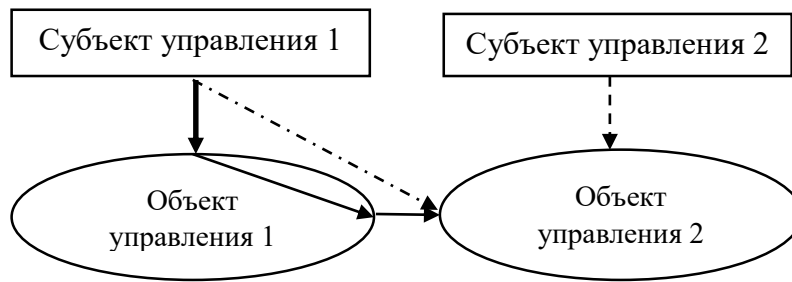 Субъект управления 1
Субъект управления 2
Объект
управления 1
Объект
управления 2